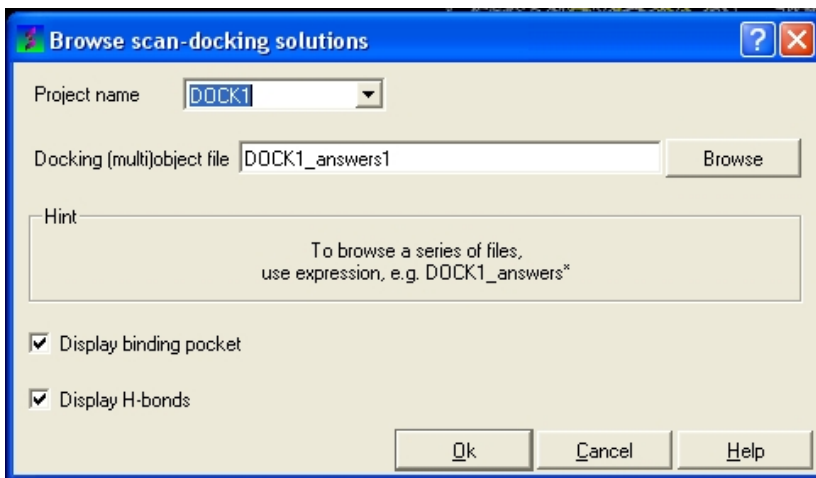 Browse scan-docking solutions
Project name DOCK1
Docking (multi)object file DOCK1_answers1 Browse
Hint
To browse a series of files,
use expression, e.g. DOCK1_answers*
Display binding pocket
Display H-bonds
Ok Cancel Help